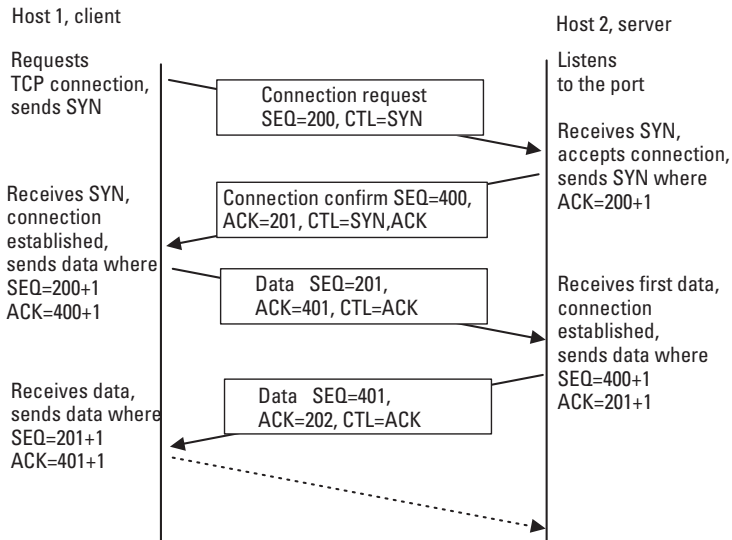 Host 1, client
Host 2, server
Requests
TCP connection,
sends SYN
Listens
to the port
Connection request
SEQ=200, CTL=SYN
Receives SYN,
accepts connection,
sends SYN where
ACK=200+1
Receives SYN,
connection
established,
sends data where
SEQ=200+1
ACK=400+1
Connection confirm SEQ=400,
ACK=201, CTL=SYN,ACK
Data SEQ=201,
ACK=401, CTL=ACK
Receives first data,
connection
established,
sends data where
SEQ=400+1
ACK=201+1
Receives data,
sends data where
SEQ=201+1
ACK=401+1
Data SEQ=401,
ACK=202, CTL=ACK